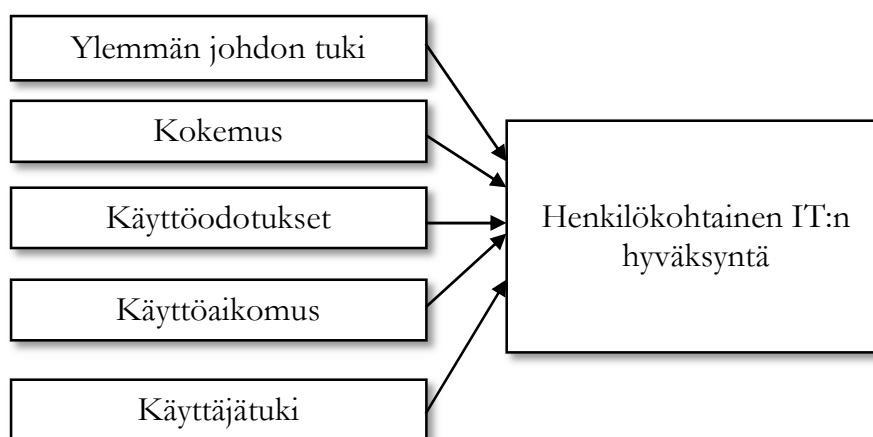 Ylemmän johdon tuki
Kokemus
Käyttöodotukset
Käyttöaikomus
Käyttäjätuki
Henkilökohtainen IT:n
hyväksyntä